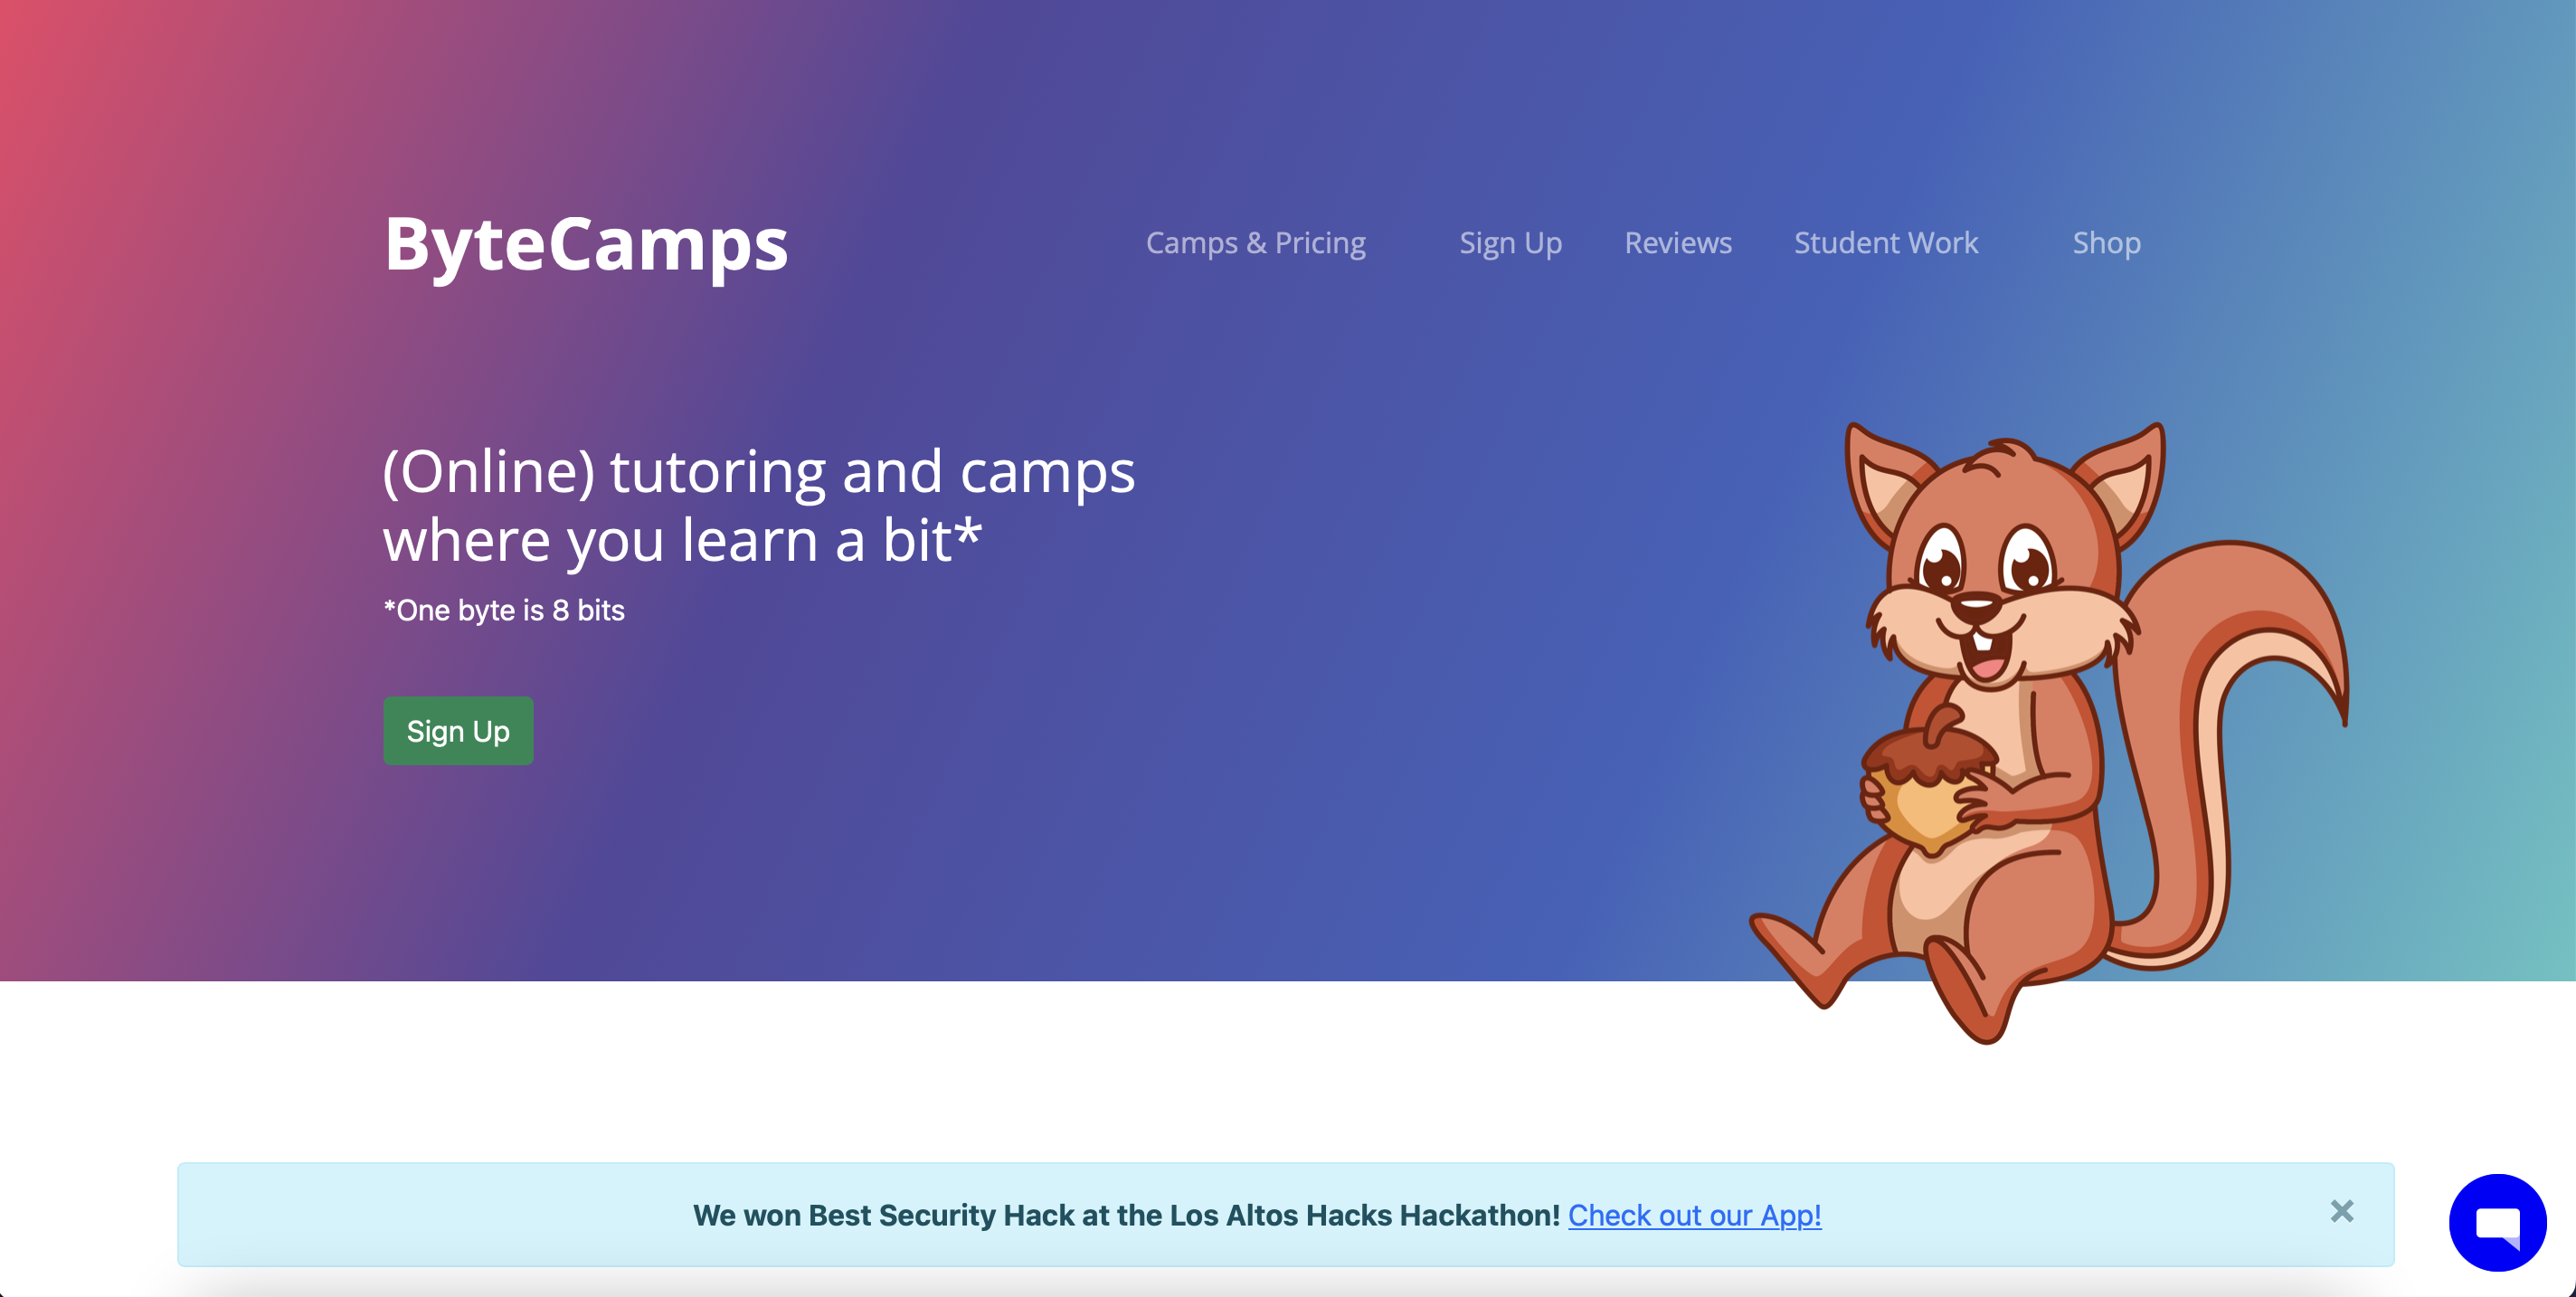 ByteCamps
Camps & Pricing
Sign Up
Reviews
Student Work
Shop
(Online) tutoring and camps
where you learn a bit*
*One byte is 8 bits
Sign Up
We won Best Security Hack at the Los Altos Hacks Hackathon! Check out our App!